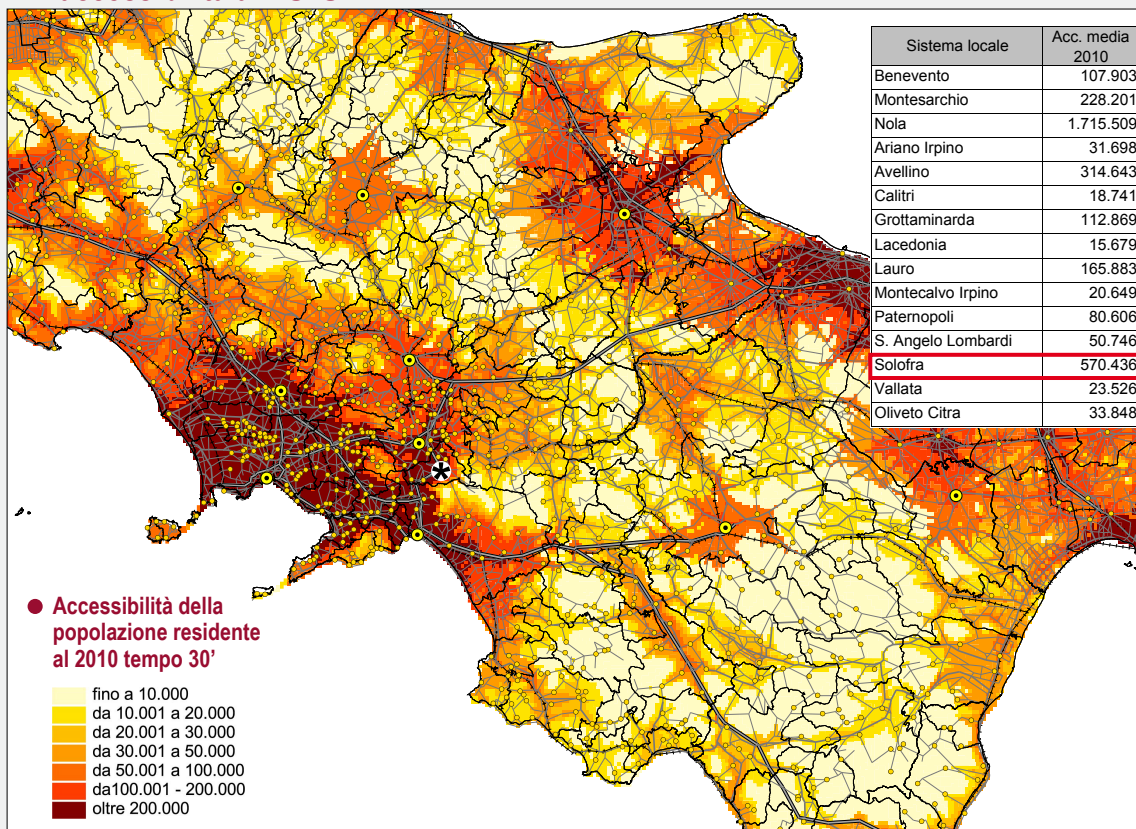 Sistema locale Acc. media 2010
Benevento 107.903
Montesarchio 228.201
Nola 1.715.509
Ariano Irpino 31.698
Avellino 314.643
Calitri 18.741
Grottaminarda 112.869
Lacedonia 15.679
Lauro 165.883
Montecalvo Irpino 20.649
Paternopoli 80.606
S. Angelo Lombardi 50.746
Solofra 570.436
Vallata 23.526
Oliveto Citra 33.848
*
Accessibilità della
popolazione residente
al 2010 tempo 30’
fino a 10.000
da 10.001 a 20.000
da 20.001 a 30.000
da 30.001 a 50.000
da 50.001 a 100.000
da100.001 - 200.000
oltre 200.000